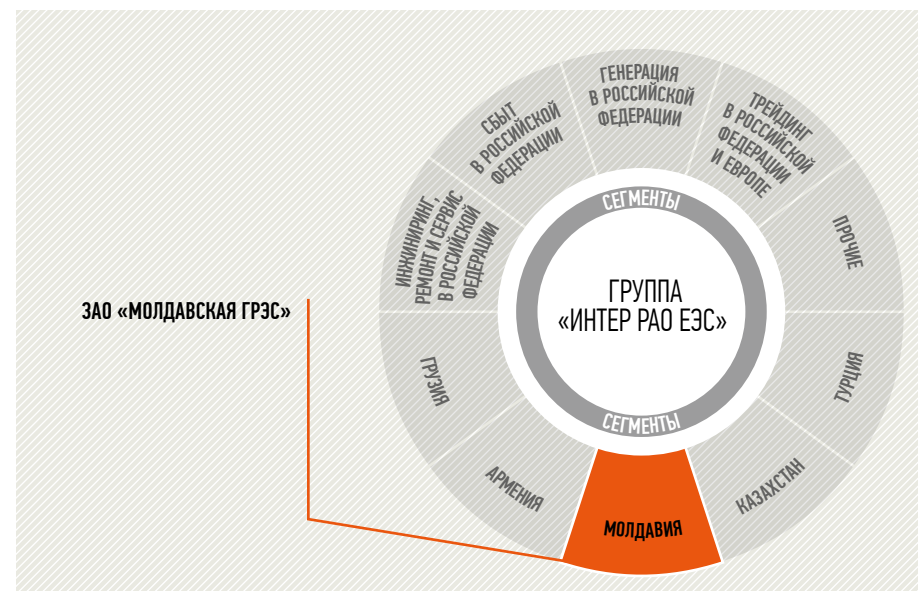 ГЕНЕРАЦИЯ
В РОССИЙСКОЙ
ФЕДЕРАЦИИ
ТРЕЙДИНГ
В РОССИЙСКОЙ
ФЕДЕРАЦИИ
И ЕВРОПЕ
ПРОЧИЕ
ТУРЦИЯ
КАЗАХСТАН
МОЛДАВИЯ
АРМЕНИЯ
ГРУЗИЯ
ИНЖИНИРИНГ,
РЕМОНТ И СЕРВИС
В РОССИЙСКОЙ
ФЕДЕРАЦИИ
СБЫТ
В РОССИЙСКОЙ
ФЕДЕРАЦИИ
СЕГМЕНТЫ
ГРУППА
«ИНТЕР РАО ЕЭС»
СЕГМЕНТЫ
ЗАО «МОЛДАВСКАЯ ГРЭС»